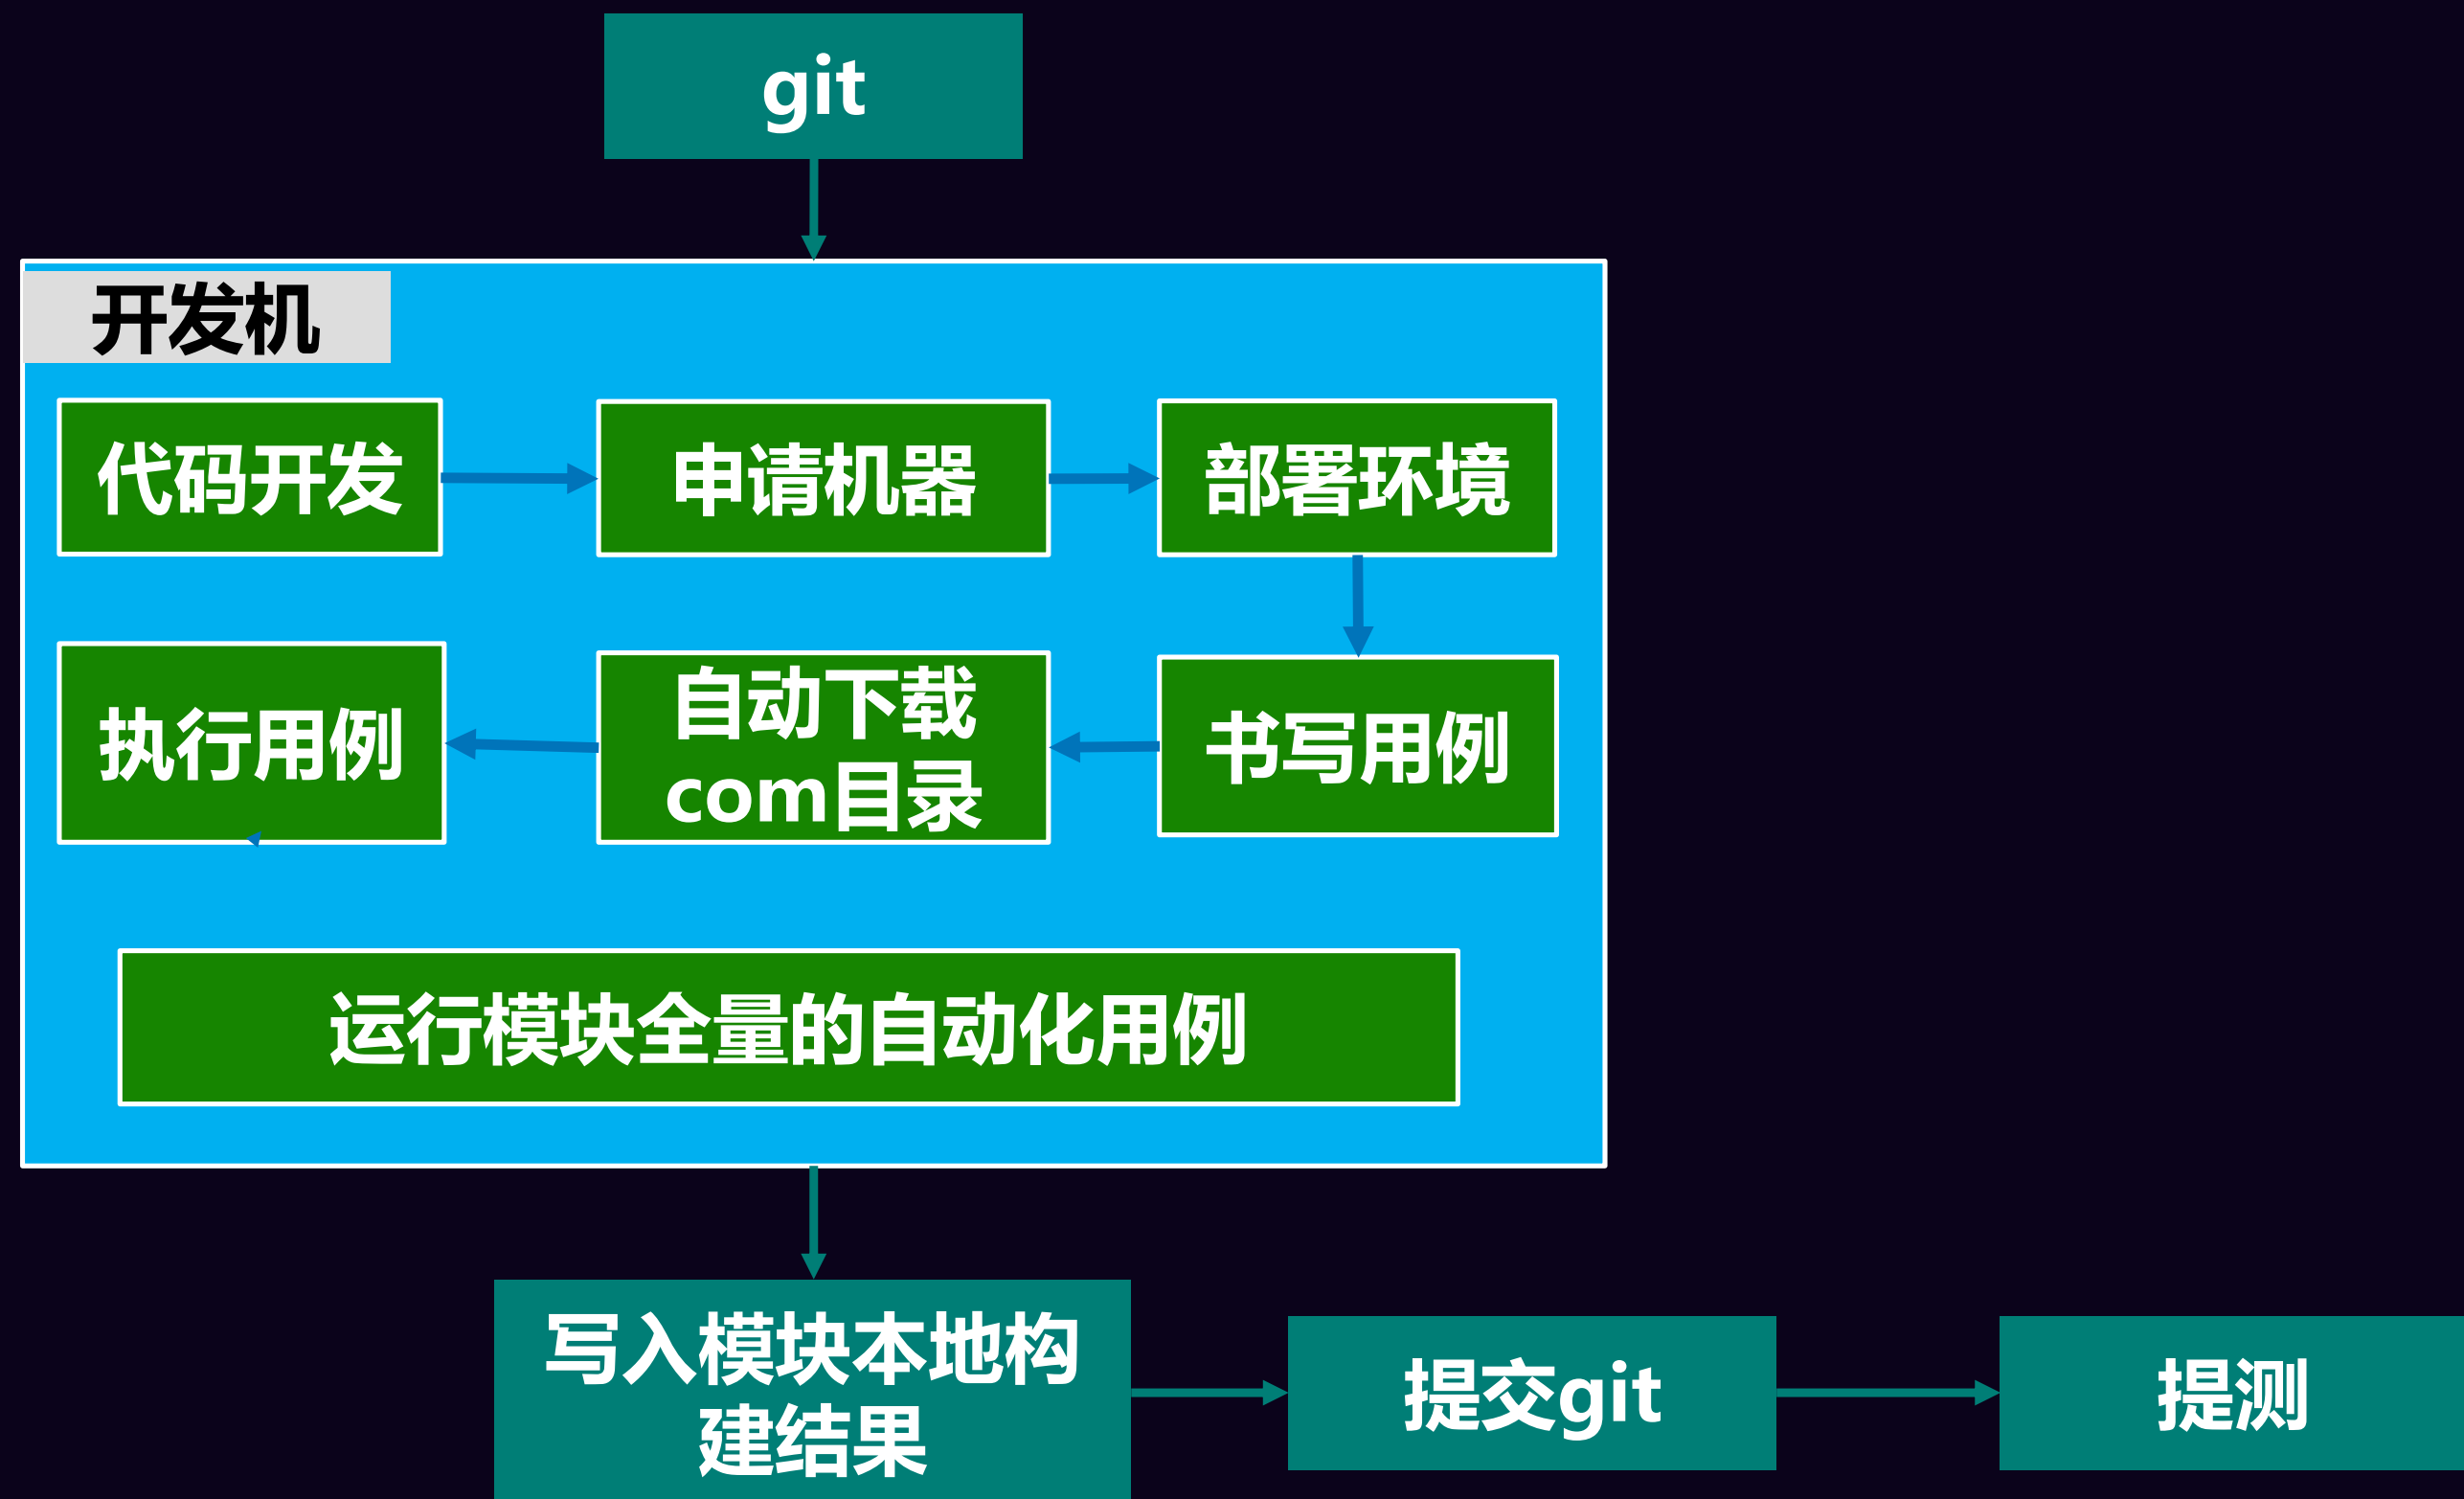 git
开发机
代码开发
申请机器
部署环境
执行用例
自动下载
com目录
书写用例
运行模块全量的自动化用例
写入模块本地构
建结果
提交git
提测